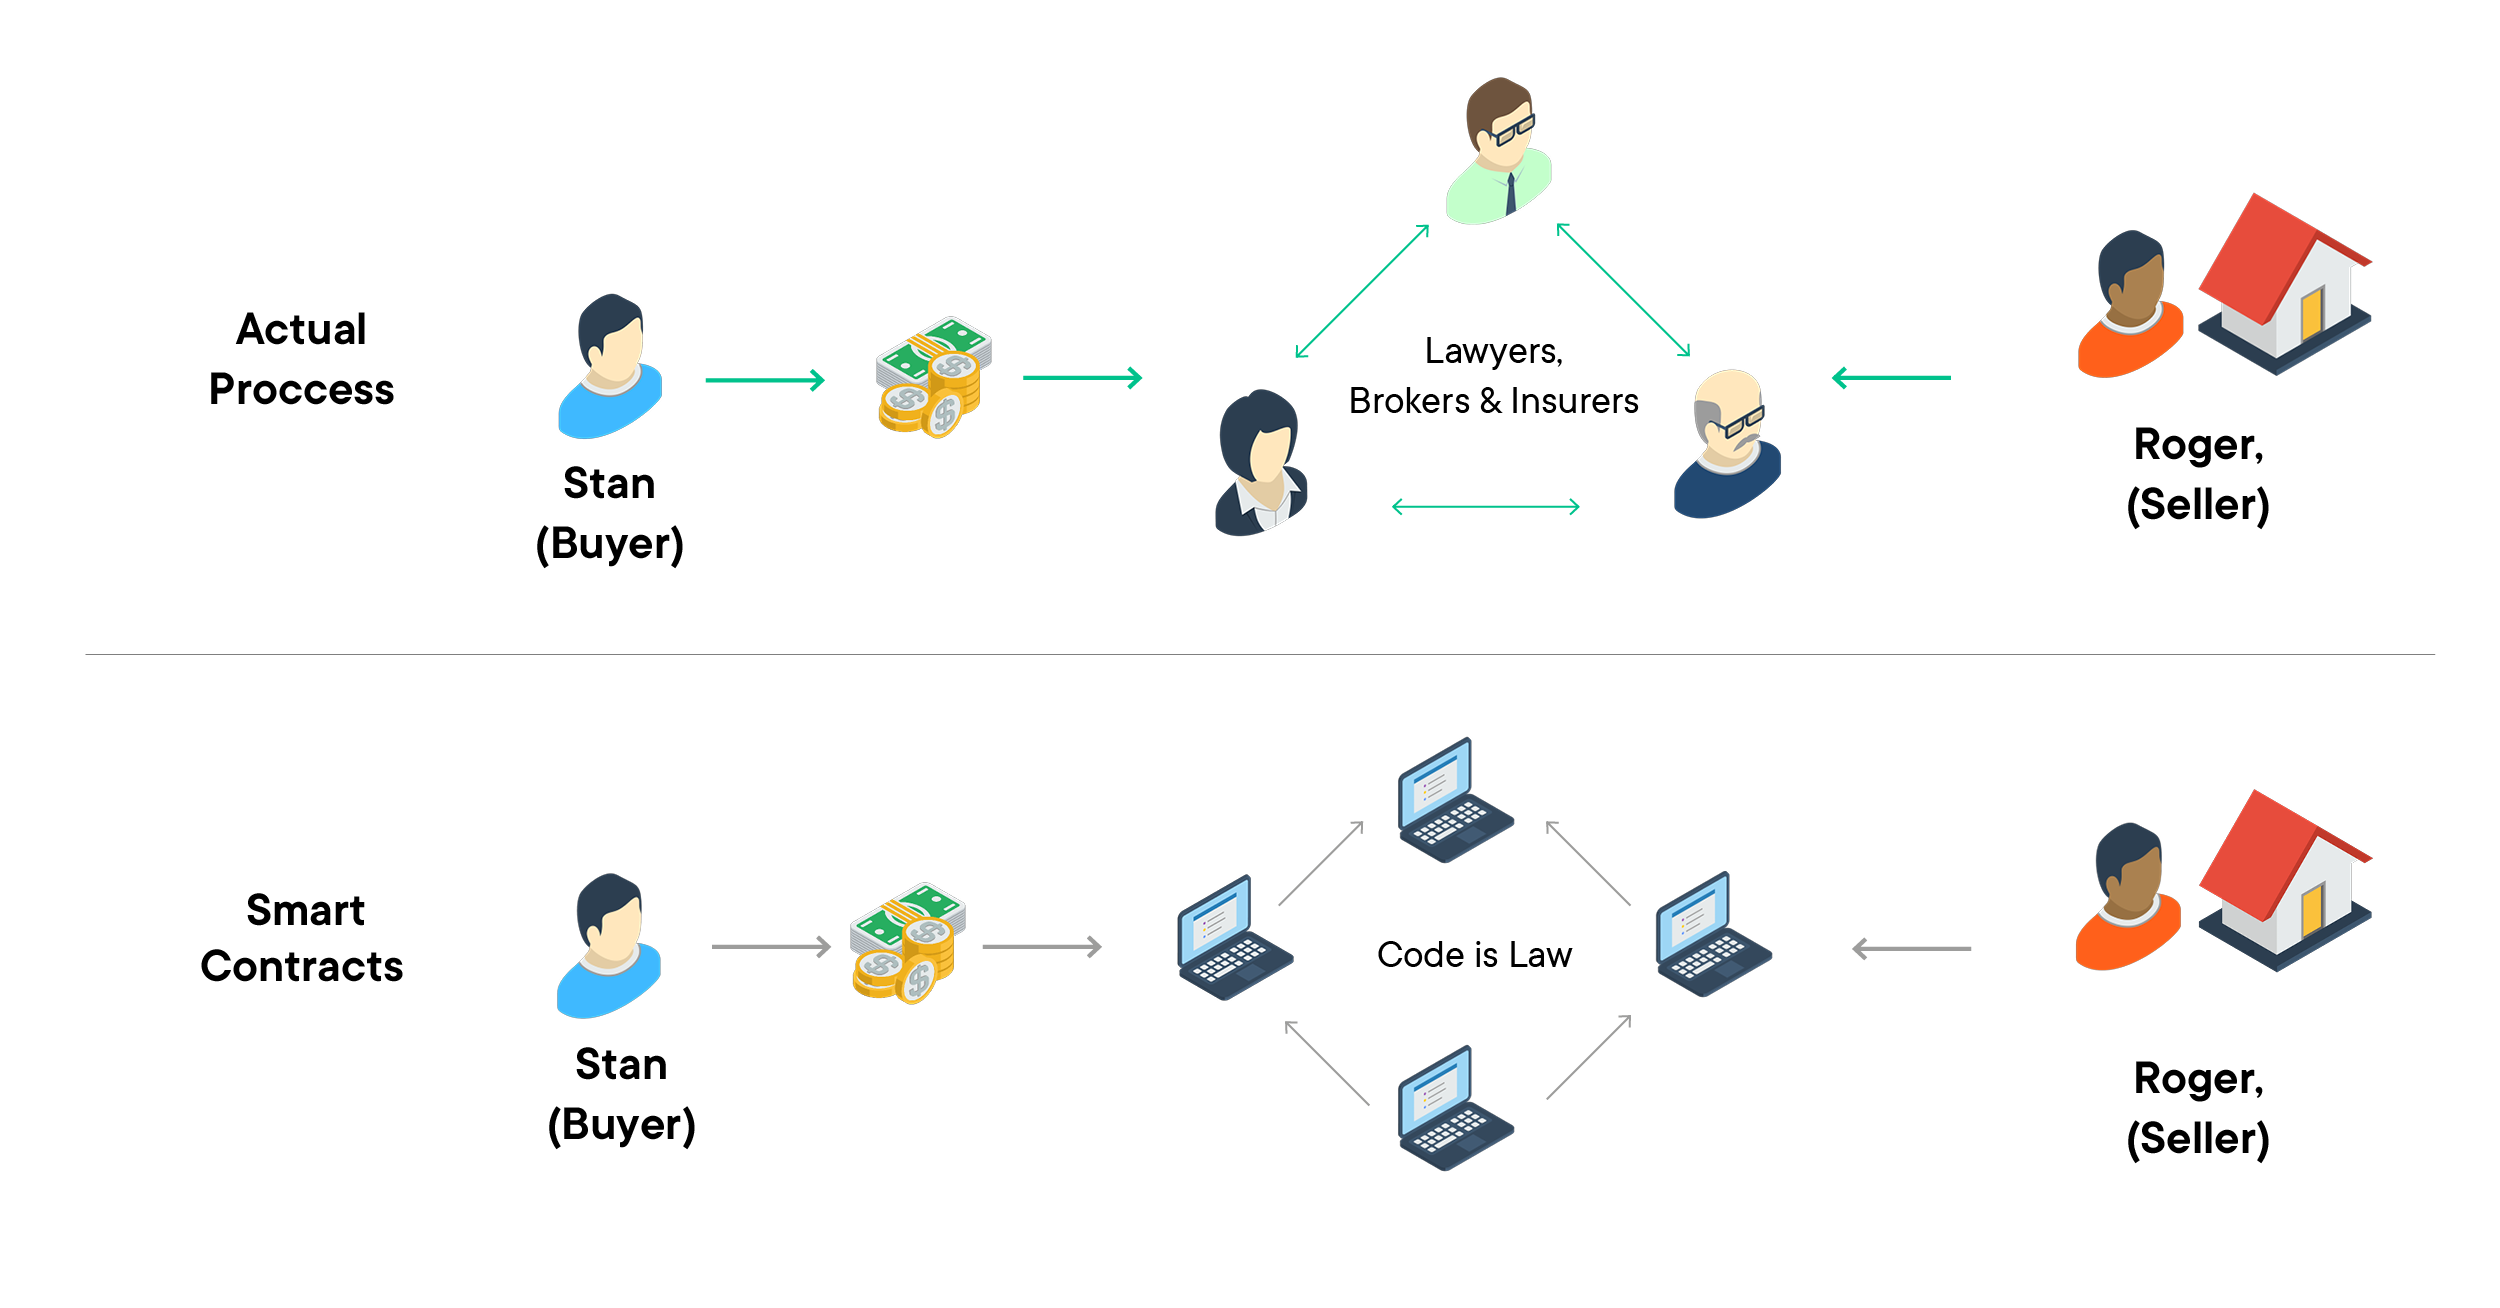 Actual
Proccess
Stan
(Buyer)
Lawyers,
Brokers & Insurers
Roger,
(Seller)
Smart
Contracts
Stan
(Buyer)
Code is Law
Roger,
(Seller)